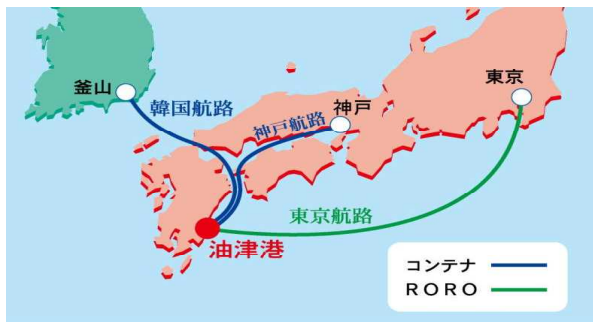 釜山
韓国航路
神戸航路
神戸
東京
東京航路
油津港
コンテナ
RORO